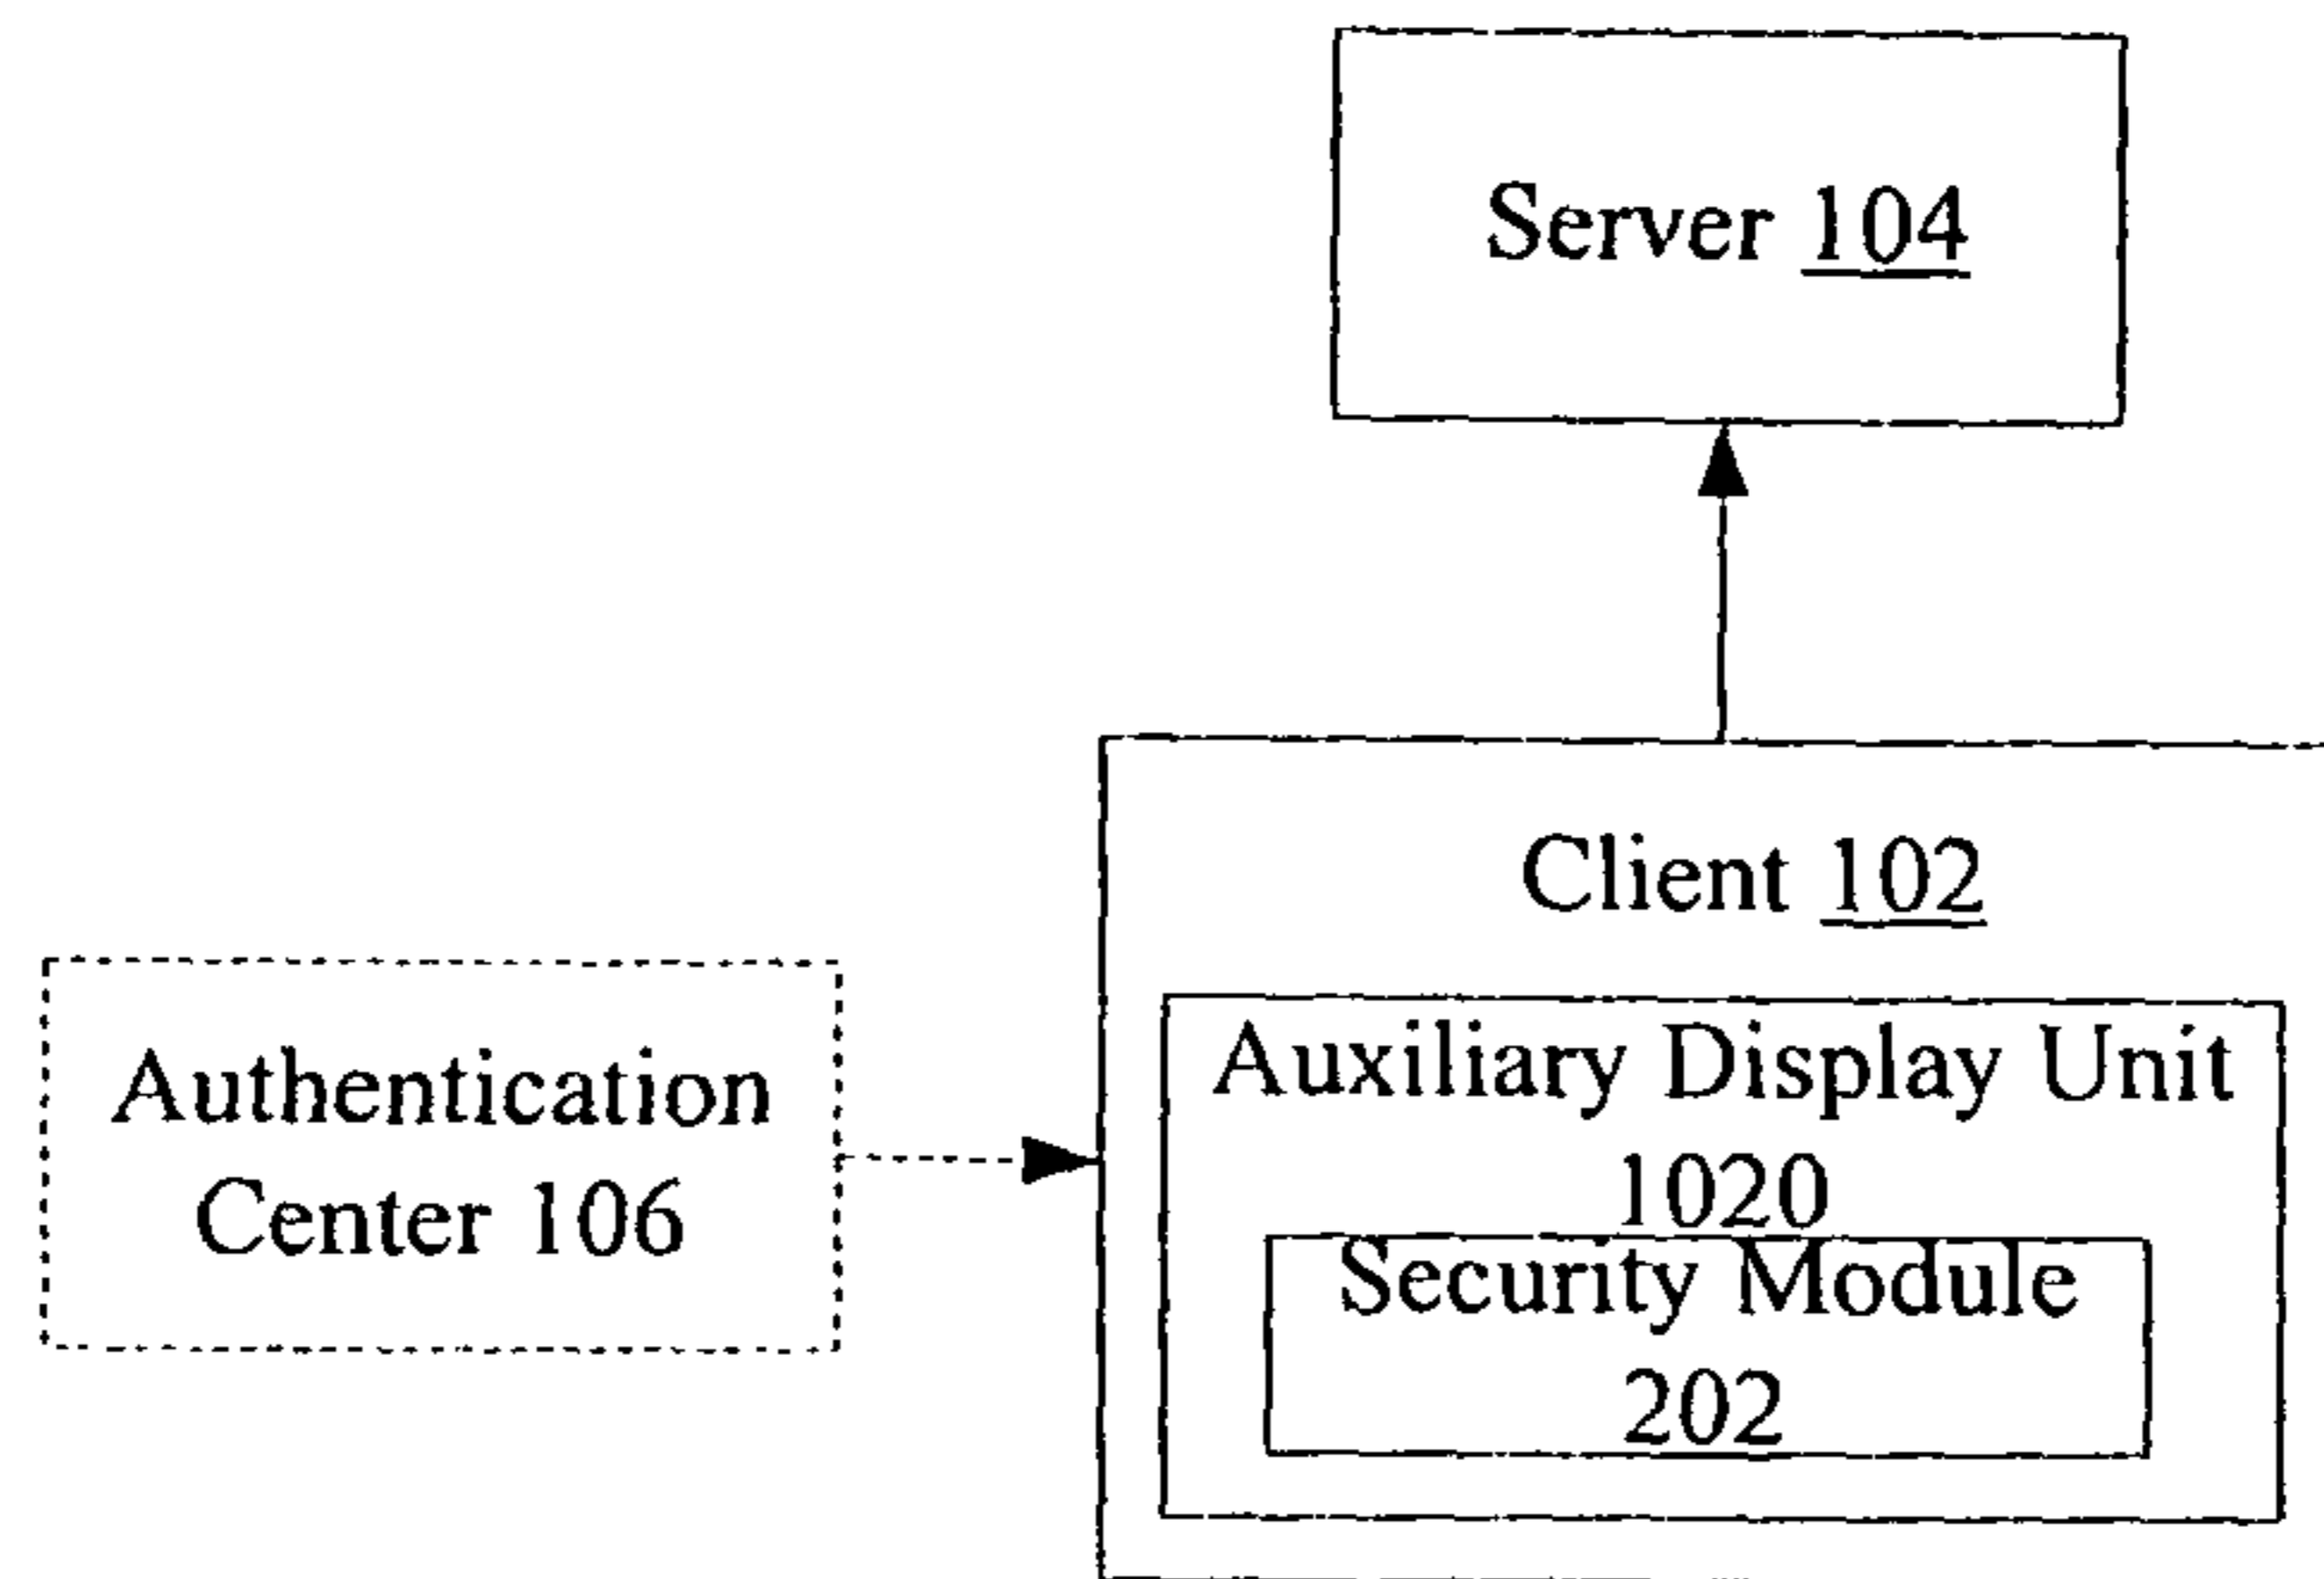 Server 104
Client 102
Authentication
Center 106
Auxiliary Display Unit
1020
Security Module
202